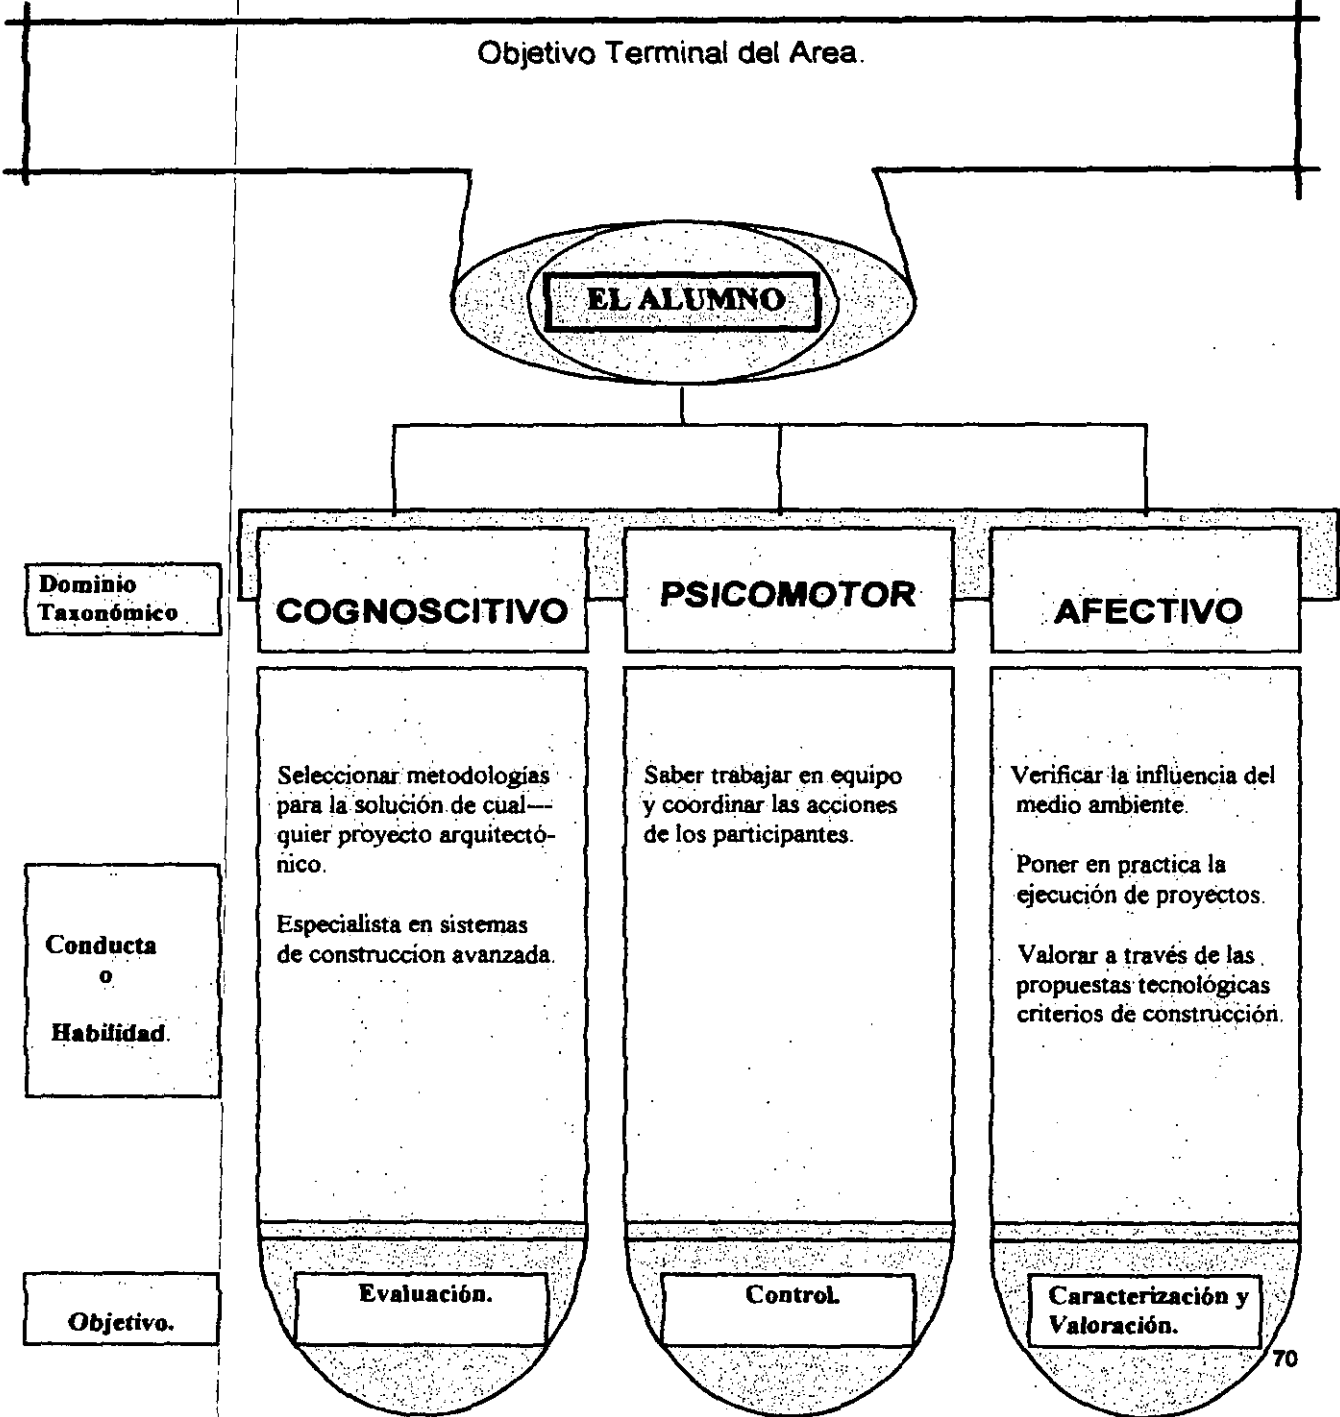 Objetivo Terminal del Area.
EL ALUMNO
Dominio
Taxonómico
COGNOSCITIVO
PSICOMOTOR
AFECTIVO
Conducta
o
Habilidad.
Seleccionar metodologías
para la solución de cual—
quier proyecto arquitectó-
nico.
Especialista en sistemas
de construccion avanzada.
Saber trabajar en equipo
y coordinar las acciones
de los participantes.
Verificar la influencia del
medio ambiente.
Poner en practica la
ejecución de proyectos.
Valorar a través de las
propuestas tecnológicas
criterios de construcción.
Objetivo.
Evaluación.
Control.
Caracterización y
Valoración.
70